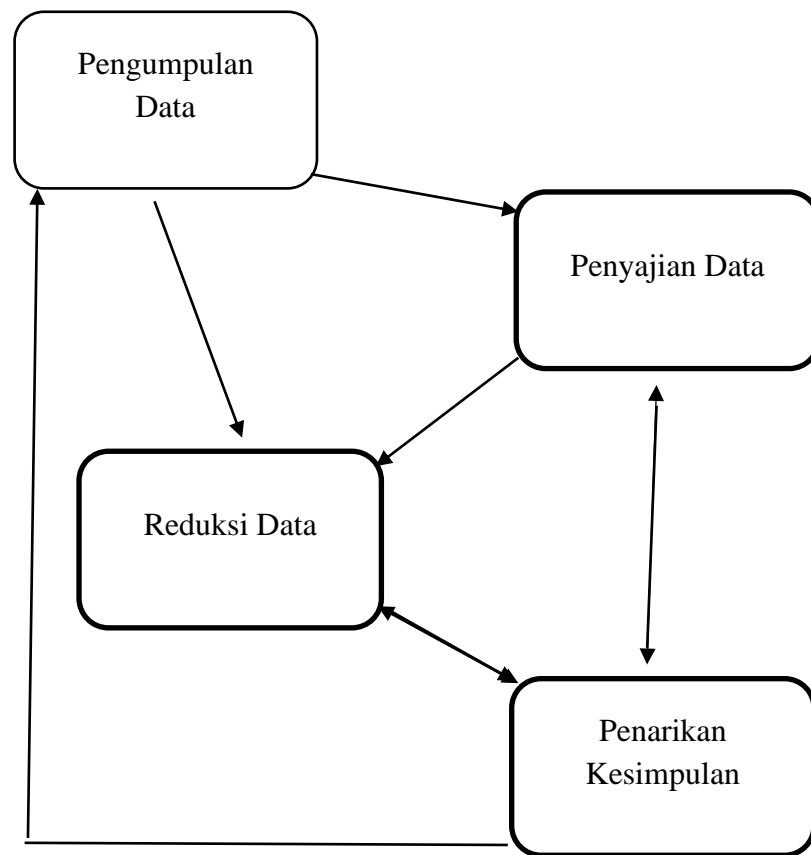 Pengumpulan
Data
Penyajian Data
Reduksi Data
Penarikan
Kesimpulan